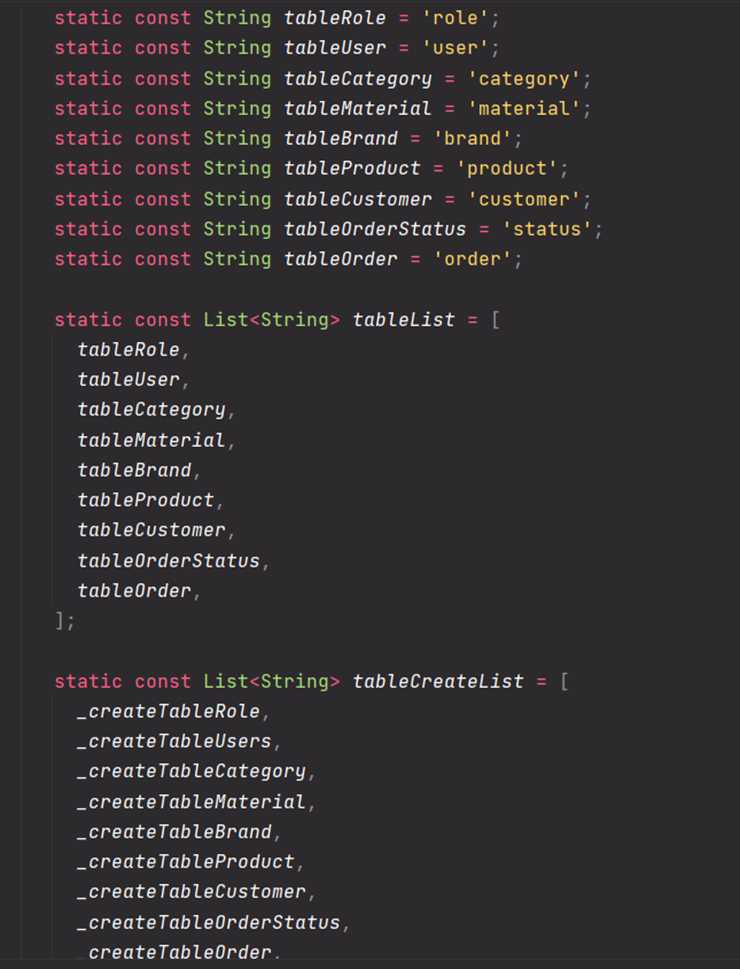 static const String tableRole = 'role';
static const String tableUser = 'user';
static const String tableCategory = 'category';
static const String tableMaterial = 'material';
static const String tableBrand = 'brand';
static const String tableProduct = 'product';
static const String tableCustomer = 'customer';
static const String tableOrderStatus = 'status';
static const String tableOrder = 'order';
static const List<String> tableList = [
tableRole,
tableUser,
tableCategory,
tableMaterial,
tableBrand,
tableProduct,
tableCustomer,
tableOrderStatus,
tableOrder,
];
static const List<String> tableCreateList = [
_createTableRole,
_createTableUsers,
_createTableCategory,
_createTableMaterial,
_createTableBrand,
_createTableProduct,
_createTableCustomer,
_createTableOrderStatus,
_createTableOrder,